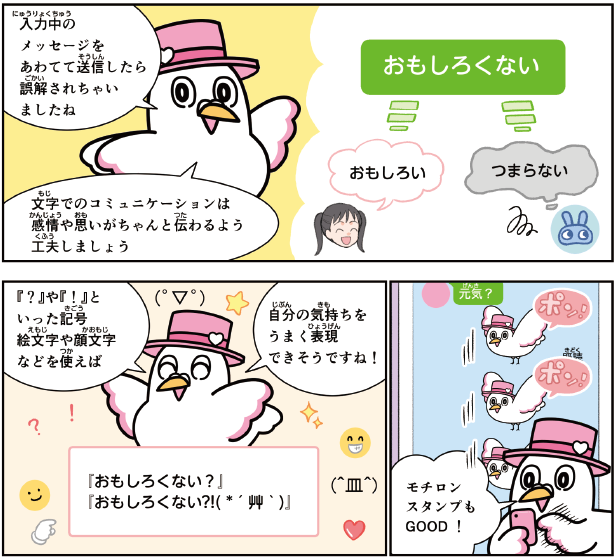 入力中の
メッセージを
あわてて送信したら
誤解されちゃい
ましたね
おもしろくない
おもしろい
つまらない
文字でのコミュニケーションは
感情や思いがちゃんと伝わるよう
工夫しましょう
『？』や『！』と
いった記号
絵文字や顔文字
などを使えば
(ﾟ▽ﾟ)
自分の気持ちを
うまく表現
できそうですね！
?
!
『おもしろくない？』
『おもしろくない?!( *´艸｀)』
(^皿^)
元気？
ポン!
既読
ポン!
モチロン
スタンプも
GOOD！